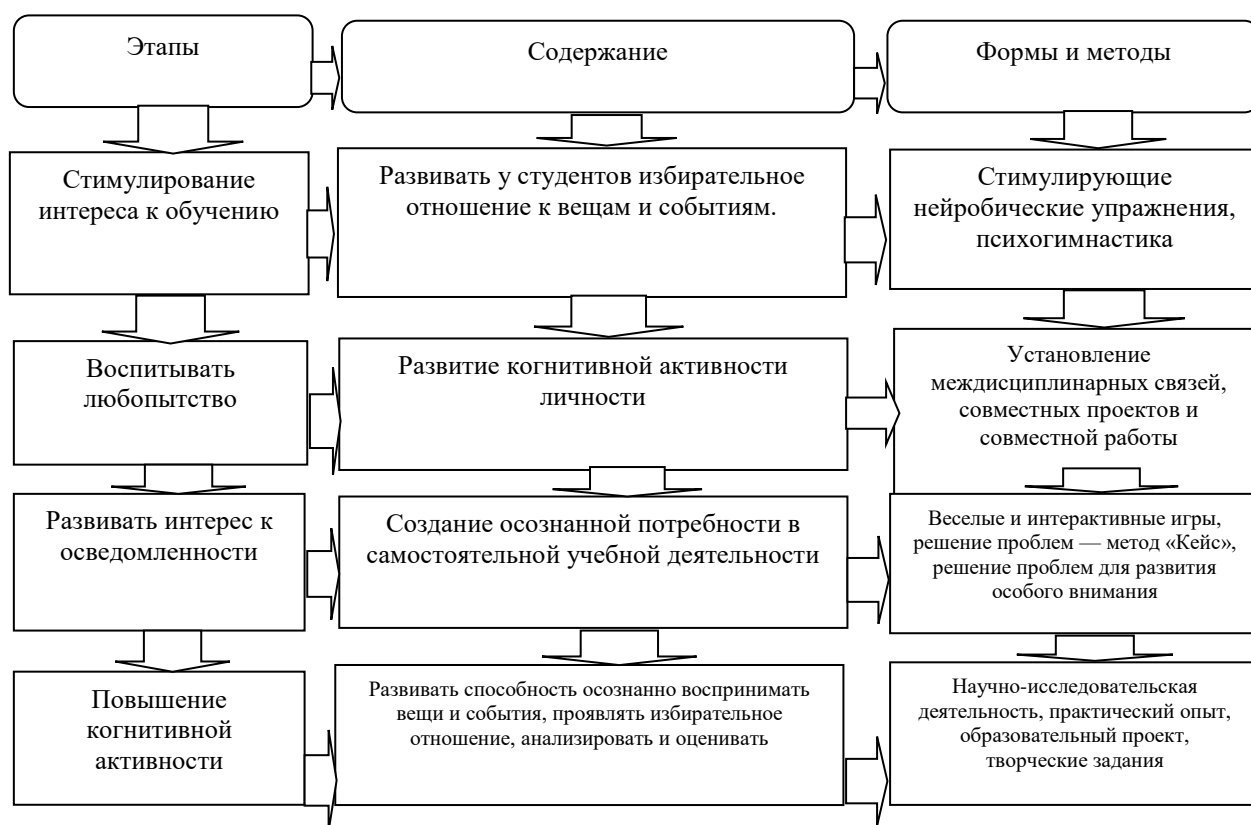 Этапы
Содержание
Формы и методы
Стимулирование
интереса к обучению
Развивать у студентов избирательное
отношение к вещам и событиям.
Стимулирующие
нейробические упражнения,
психогимнастика
Воспитывать
любопытство
Развитие когнитивной активности
личности
Установление
междисциплинарных связей,
совместных проектов и
совместной работы
Развивать интерес к
осведомленности
Создание осознанной потребности в
самостоятельной учебной деятельности
Веселые и интерактивные игры,
решение проблем — метод «Кейс»,
решение проблем для развития
особого внимания
Повышение
когнитивной
активности
Развивать способность осознанно воспринимать
вещи и события, проявлять избирательное
отношение, анализировать и оценивать
Научно-исследовательская
деятельность, практический опыт,
образовательный проект,
творческие задания